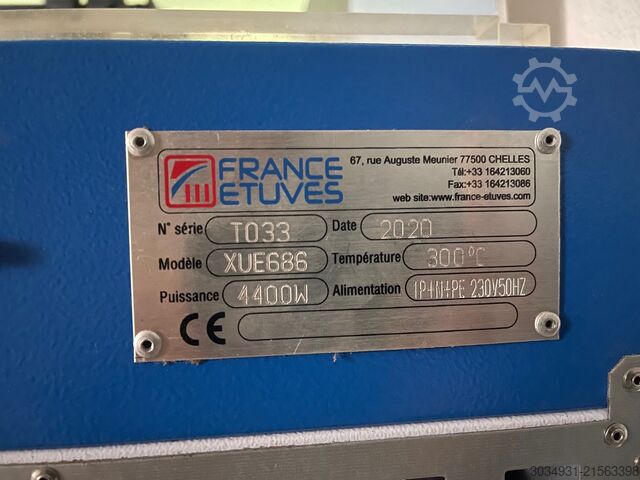 FRANCE ETUVES
67, rue Auguste Meunier 77500 CHELLES
Tél:+33 164213060
Fax:+33 164213086
web site:www.france-etuves.com
N° série T033 Date 2020
Modèle XUE686 Température 300°C
Puissance 4400W Alimentation 1P+N+PE 230V50HZ
CE
3034931-21563398